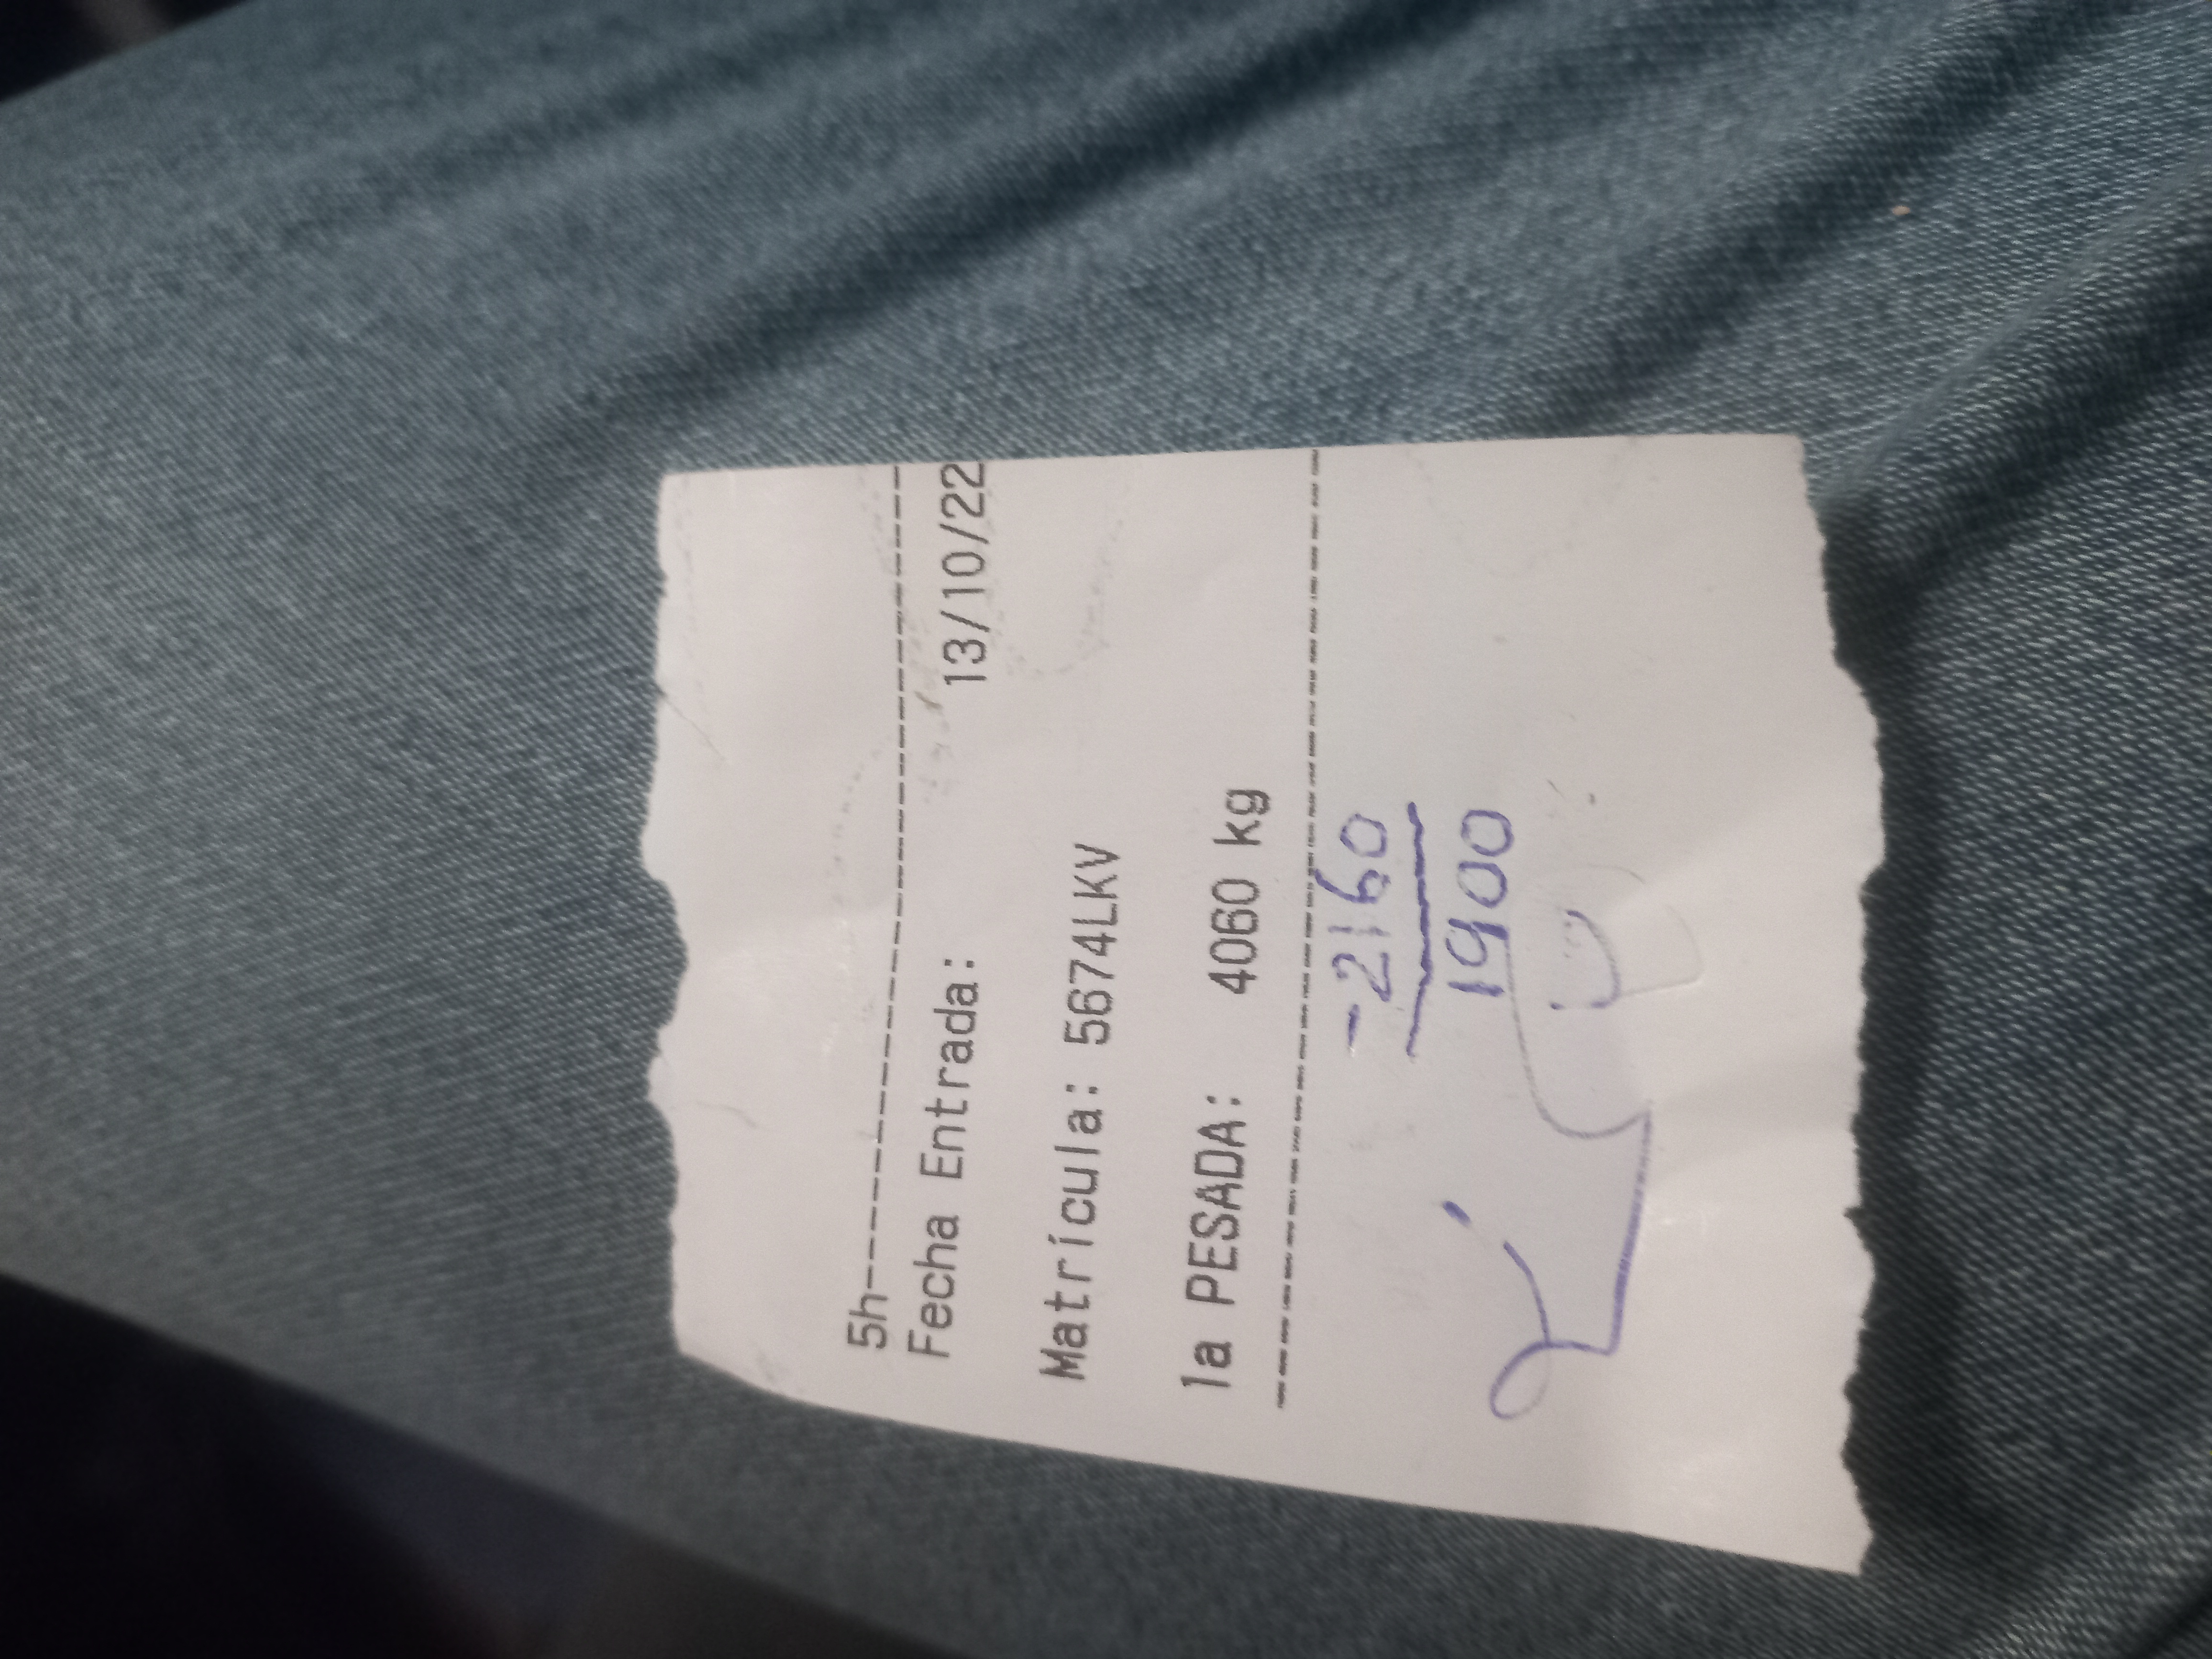 5h--------------------------------
Fecha Entrada: 13/10/22
Matrícula: 5674LKV
1a PESADA: 4060 kg
----------------------------------
-2160
1900